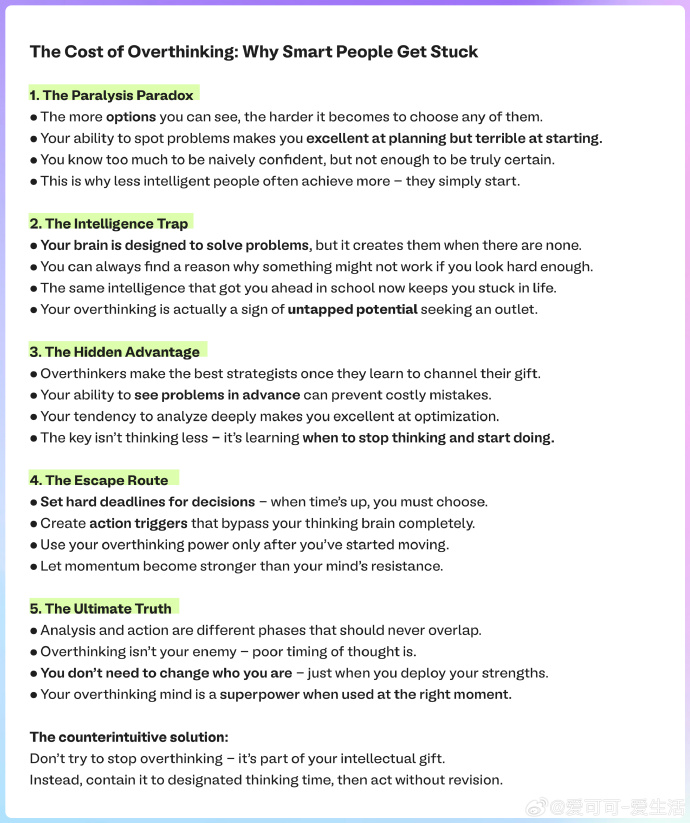 The Cost of Overthinking: Why Smart People Get Stuck
1. The Paralysis Paradox
● The more options you can see, the harder it becomes to choose any of them.
● Your ability to spot problems makes you excellent at planning but terrible at starting.
● You know too much to be naively confident, but not enough to be truly certain.
● This is why less intelligent people often achieve more – they simply start.
2. The Intelligence Trap
● Your brain is designed to solve problems, but it creates them when there are none.
● You can always find a reason why something might not work if you look hard enough.
● The same intelligence that got you ahead in school now keeps you stuck in life.
● Your overthinking is actually a sign of untapped potential seeking an outlet.
3. The Hidden Advantage
● Overthinkers make the best strategists once they learn to channel their gift.
● Your ability to see problems in advance can prevent costly mistakes.
● Your tendency to analyze deeply makes you excellent at optimization.
● The key isn’t thinking less – it’s learning when to stop thinking and start doing.
4. The Escape Route
● Set hard deadlines for decisions – when time’s up, you must choose.
● Create action triggers that bypass your thinking brain completely.
● Use your overthinking power only after you’ve started moving.
● Let momentum become stronger than your mind’s resistance.
5. The Ultimate Truth
● Analysis and action are different phases that should never overlap.
● Overthinking isn’t your enemy – poor timing of thought is.
● You don’t need to change who you are – just when you deploy your strengths.
● Your overthinking mind is a superpower when used at the right moment.
The counterintuitive solution:
Don’t try to stop overthinking – it’s part of your intellectual gift.
Instead, contain it to designated thinking time, then act without revision.
@爱可可-爱生活